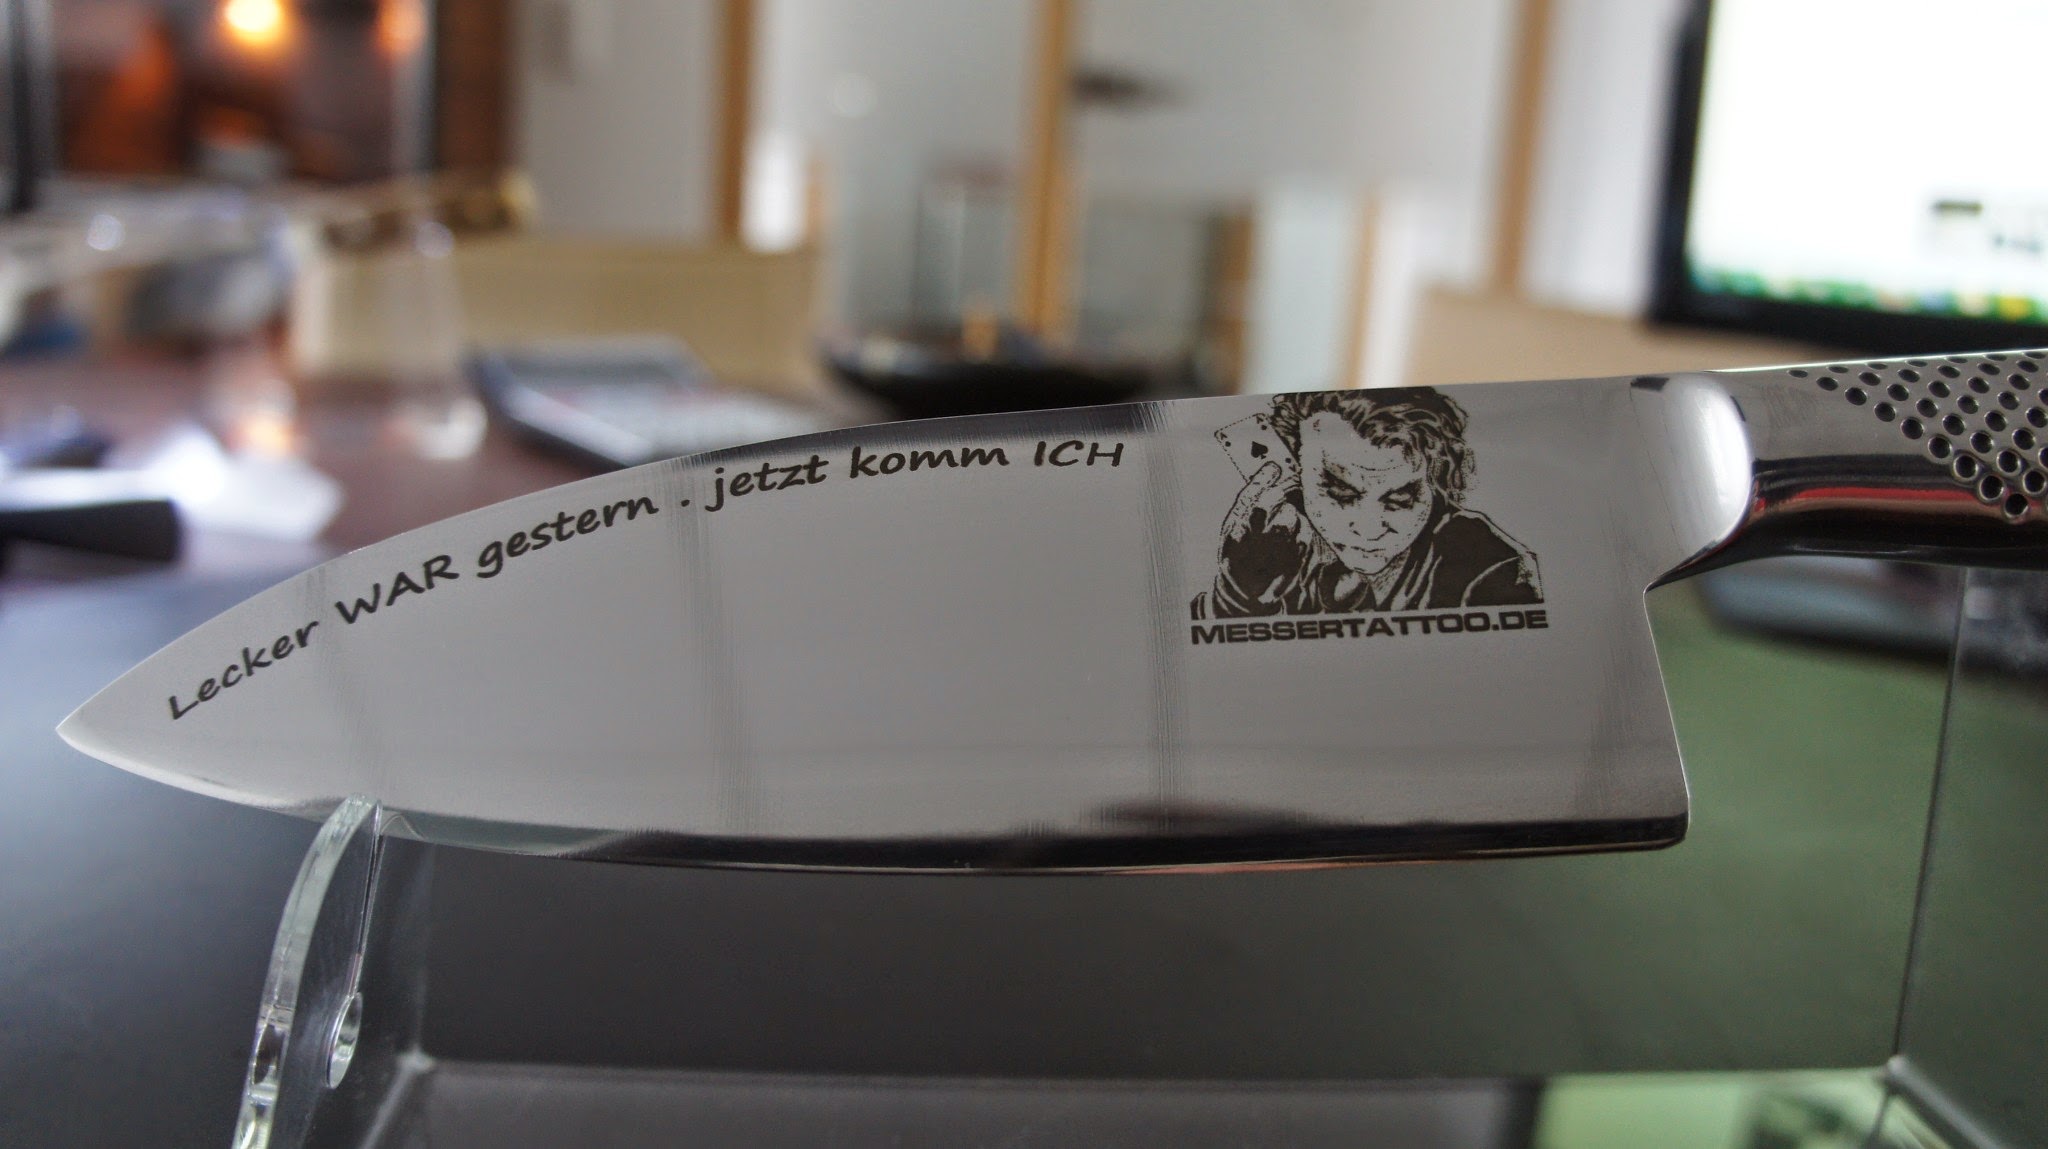 Lecker WAR gestern . jetzt komm ICH
MESSERTATTOO.DE